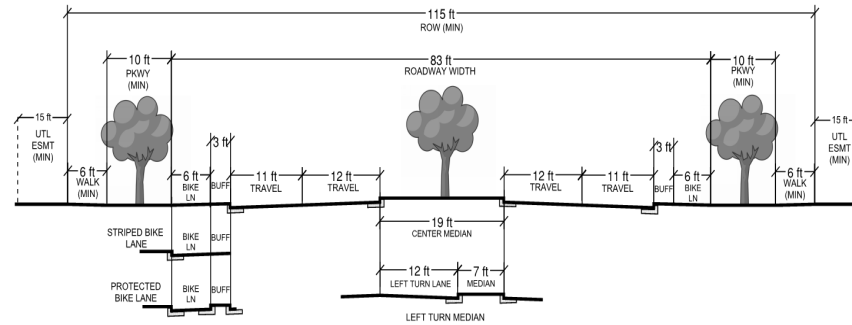 115 ft
ROW (MIN)
10 ft
PKWY
(MIN)
83 ft
ROADWAY WIDTH
10 ft
PKWY
(MIN)
15 ft
UTL
ESMT
(MIN)
6 ft
WALK
(MIN)
6 ft
BIKE
LN
3 ft
BUFF
11 ft
TRAVEL
12 ft
TRAVEL
19 ft
CENTER MEDIAN
12 ft
TRAVEL
11 ft
TRAVEL
3 ft
BUFF
6 ft
BIKE
LN
6 ft
WALK
(MIN)
15 ft
UTL
ESMT
(MIN)
STRIPED BIKE
LANE
BIKE
LN
BUFF
12 ft
LEFT TURN LANE
7 ft
MEDIAN
LEFT TURN MEDIAN
PROTECTED
BIKE LANE
BIKE
LN
BUFF